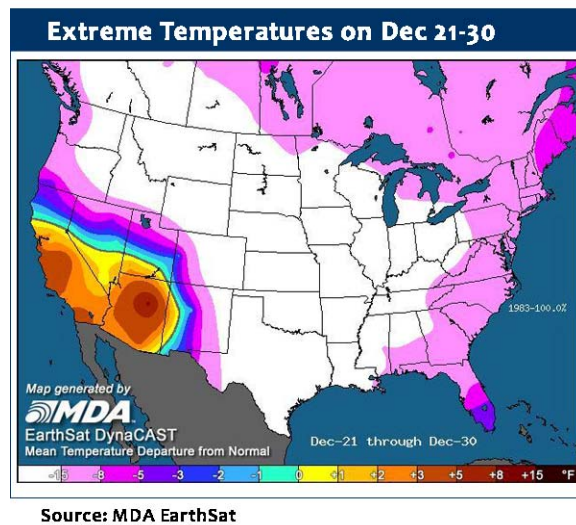 Extreme Temperatures on Dec 21-30
1983-100.0%
Map generated by
MDA
EarthSat DynaCAST
Mean Temperature Departure from Normal
Dec-21 through Dec-30
-15 -8 -5 -3 -2 -1 0 +1 +2 +3 +5 +8 +15 °F
Source: MDA EarthSat